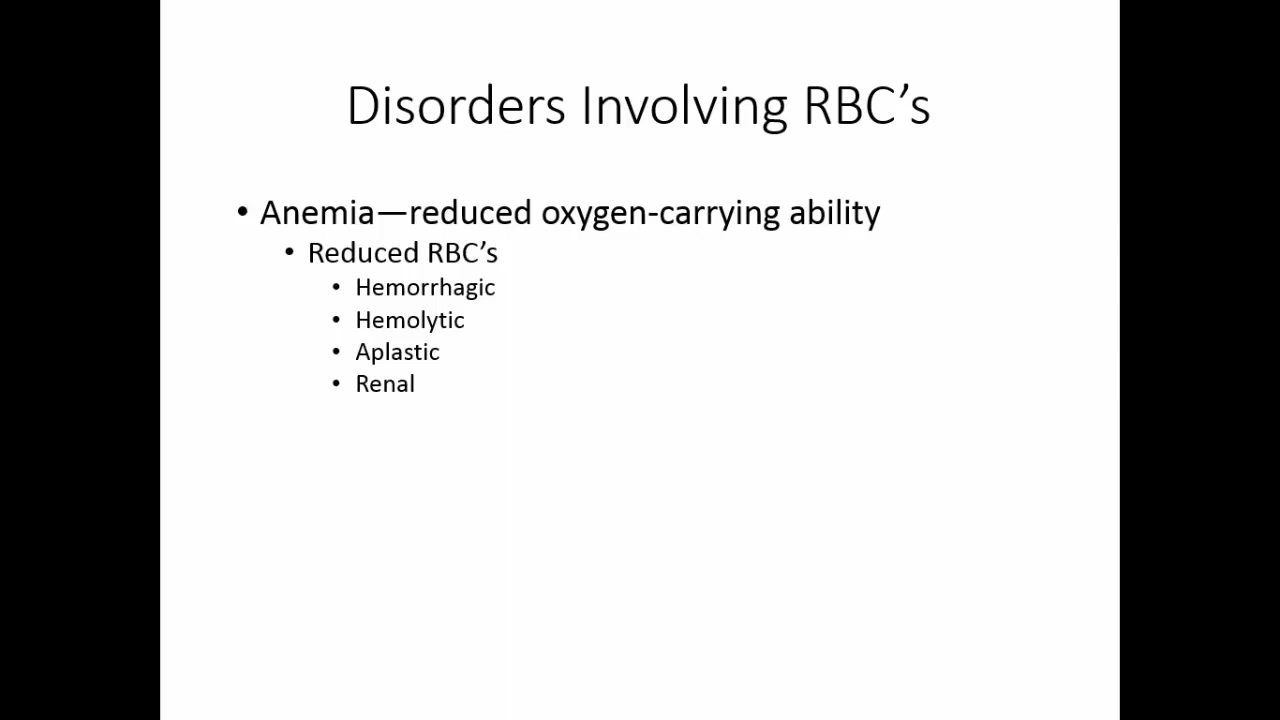 Disorders Involving RBC’s
• Anemia—reduced oxygen-carrying ability
• Reduced RBC’s
• Hemorrhagic
• Hemolytic
• Aplastic
• Renal